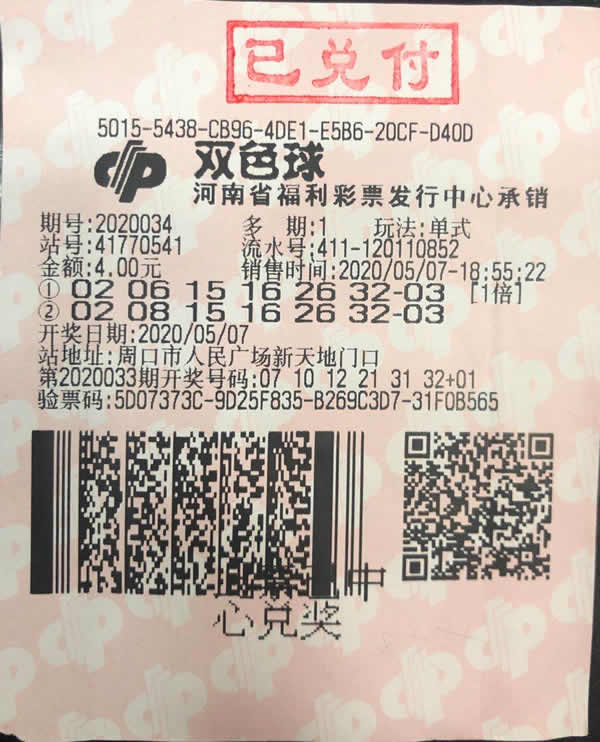 已兑付
5015-5438-CB96-4DE1-E5B6-20CF-D40D
双色球
河南省福利彩票发行中心承销
期号:2020034 多 期:1 玩法:单式
站号:41770541 流水号:411-120110852
金额:4.00元 销售时间:2020/05/07-18:55:22
① 02 06 15 16 26 32-03 [1倍]
② 02 08 15 16 26 32-03
开奖日期:2020/05/07
站地址:周口市人民广场新天地门口
第2020033期开奖号码:07 10 12 21 31 32+01
验票码:5D07373C-9D25F835-B269C3D7-31F0B565
中
心兑奖